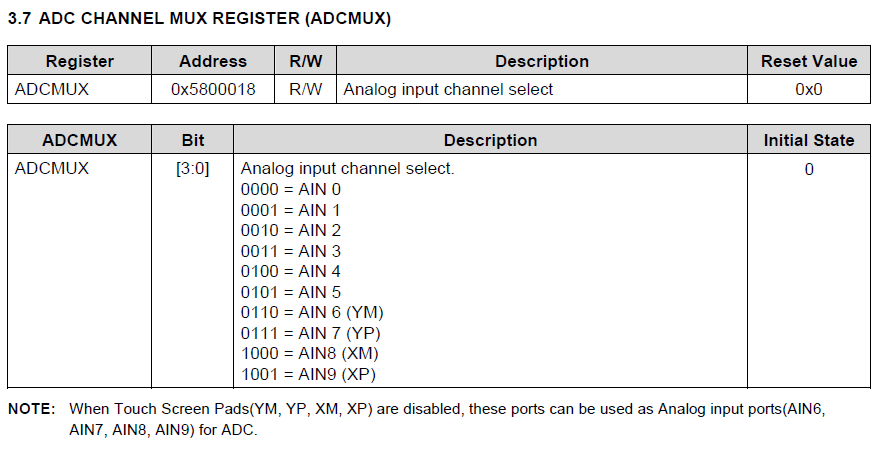 3.7 ADC CHANNEL MUX REGISTER (ADCMUX)
Register Address R/W Description Reset Value
ADCMUX 0x5800018 R/W Analog input channel select 0x0
ADCMUX Bit Description Initial State
ADCMUX [3:0] Analog input channel select. 0
0000 = AIN 0
0001 = AIN 1
0010 = AIN 2
0011 = AIN 3
0100 = AIN 4
0101 = AIN 5
0110 = AIN 6 (YM)
0111 = AIN 7 (YP)
1000 = AIN8 (XM)
1001 = AIN9 (XP)
NOTE: When Touch Screen Pads(YM, YP, XM, XP) are disabled, these ports can be used as Analog input ports(AIN6,
AIN7, AIN8, AIN9) for ADC.